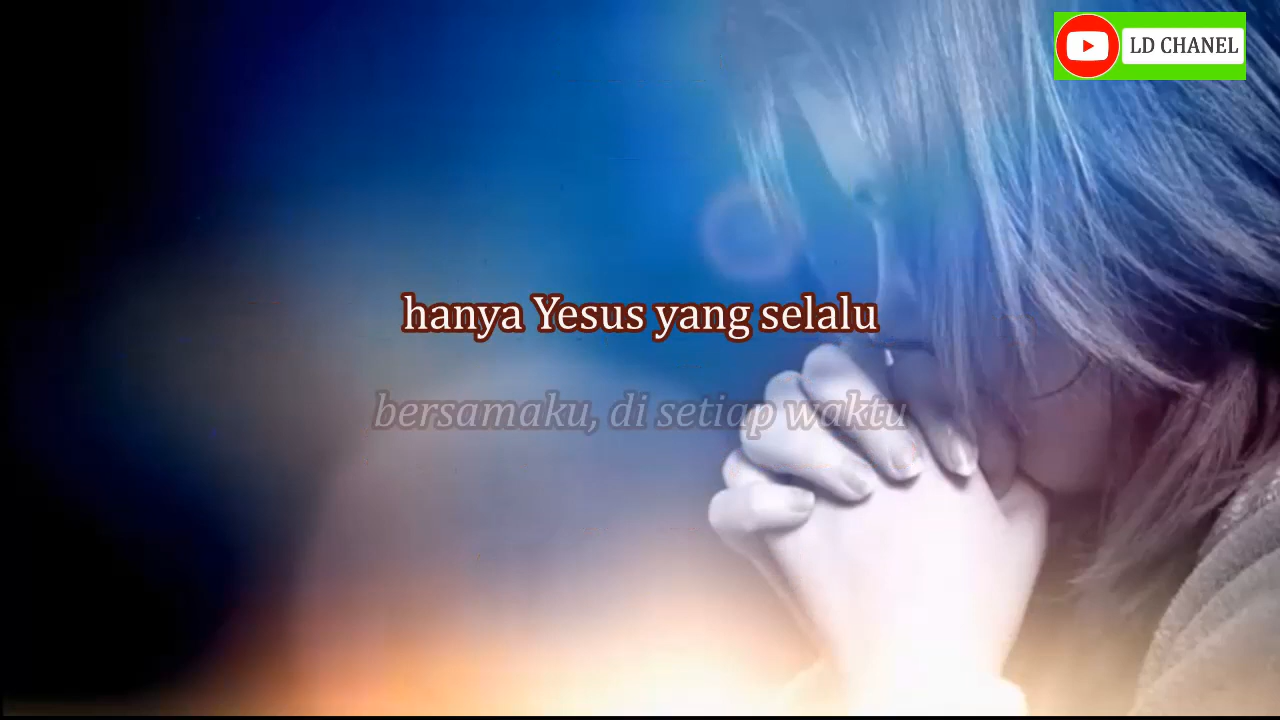 LD CHANEL
hanya Yesus yang selalu
bersamaku, di setiap waktu